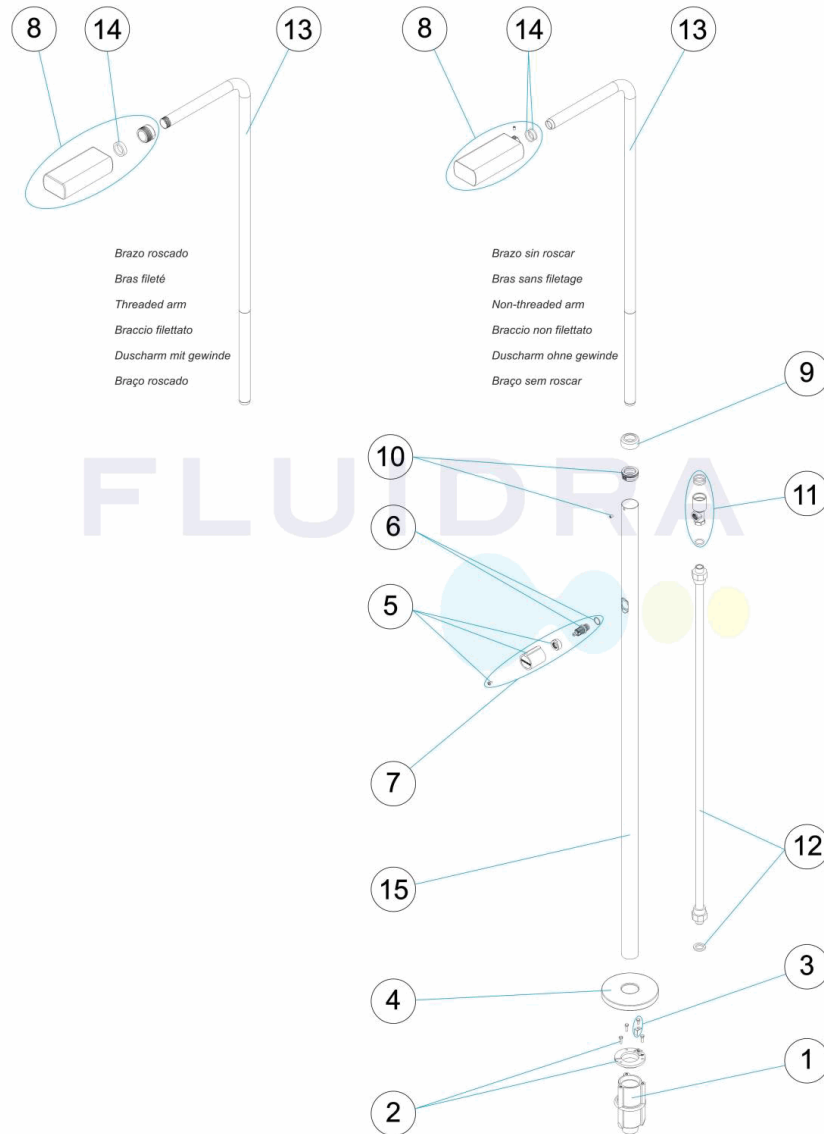 8 14 13
8 14 13
Brazo roscado
Bras fileté
Threaded arm
Braccio filettato
Duscharm mit gewinde
Braço roscado
Brazo sin roscar
Bras sans filetage
Non-threaded arm
Braccio non filettato
Duscharm ohne gewinde
Braço sem roscar
9
10
FLUIDRA
11
6
5
7
12
15
3
4
1
2